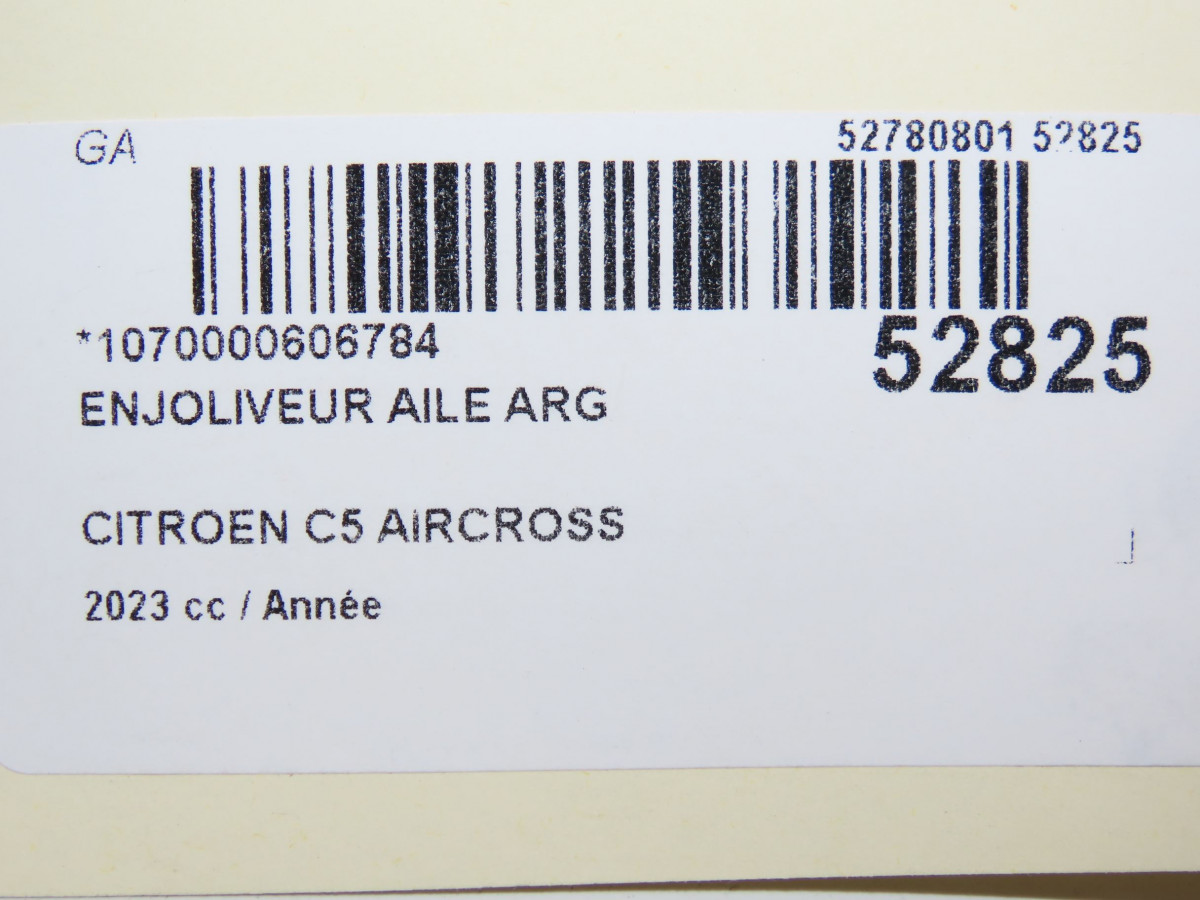 GA
52780801 52825
*1070000606784
52825
ENJOLIVEUR AILE ARG
CITROEN C5 AIRCROSS
2023 cc / Année